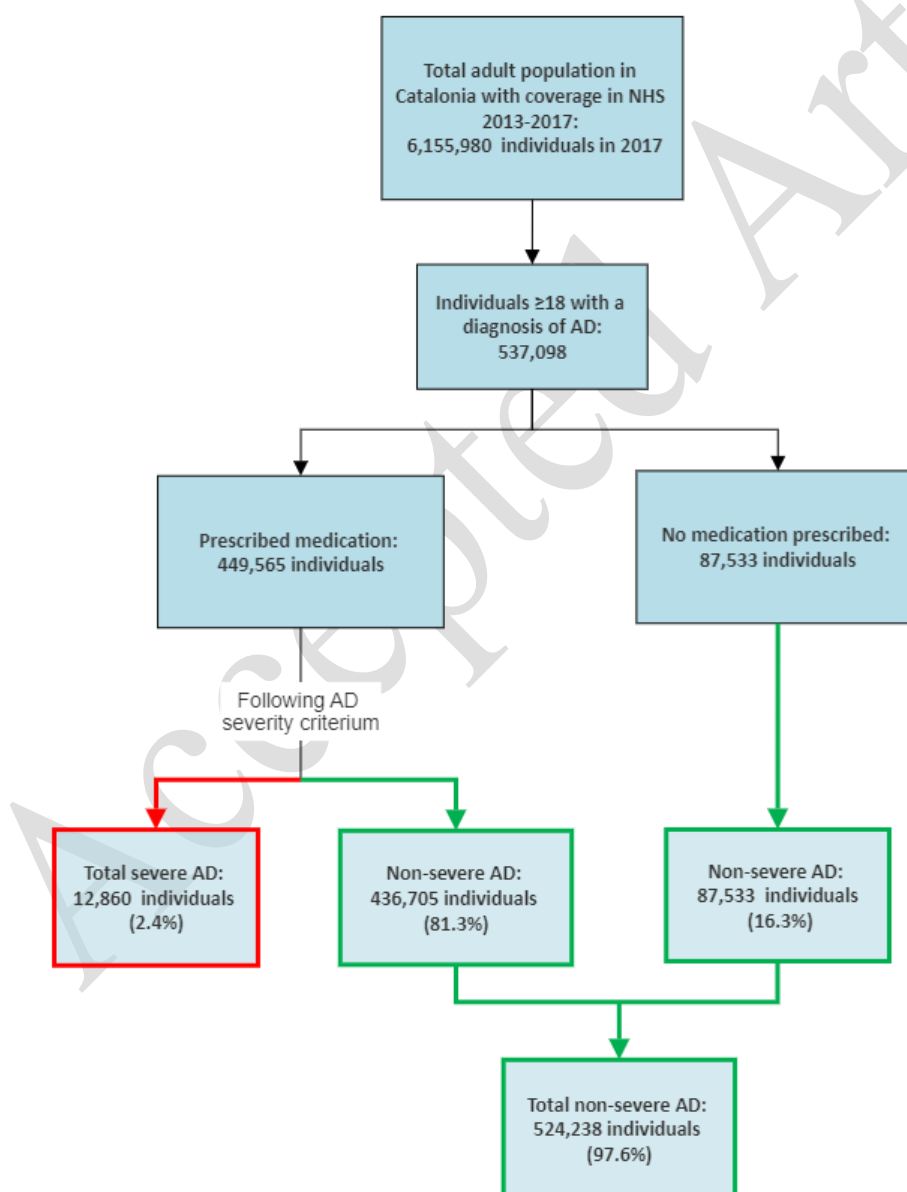 Total adult population in
Catalonia with coverage in NHS
2013-2017:
6,155,980 individuals in 2017
Individuals ≥18 with a
diagnosis of AD:
537,098
Prescribed medication:
449,565 individuals
No medication prescribed:
87,533 individuals
Following AD
severity criterium
Total severe AD:
12,860 individuals
(2.4%)
Non-severe AD:
436,705 individuals
(81.3%)
Non-severe AD:
87,533 individuals
(16.3%)
Total non-severe AD:
524,238 individuals
(97.6%)
Accepted Art